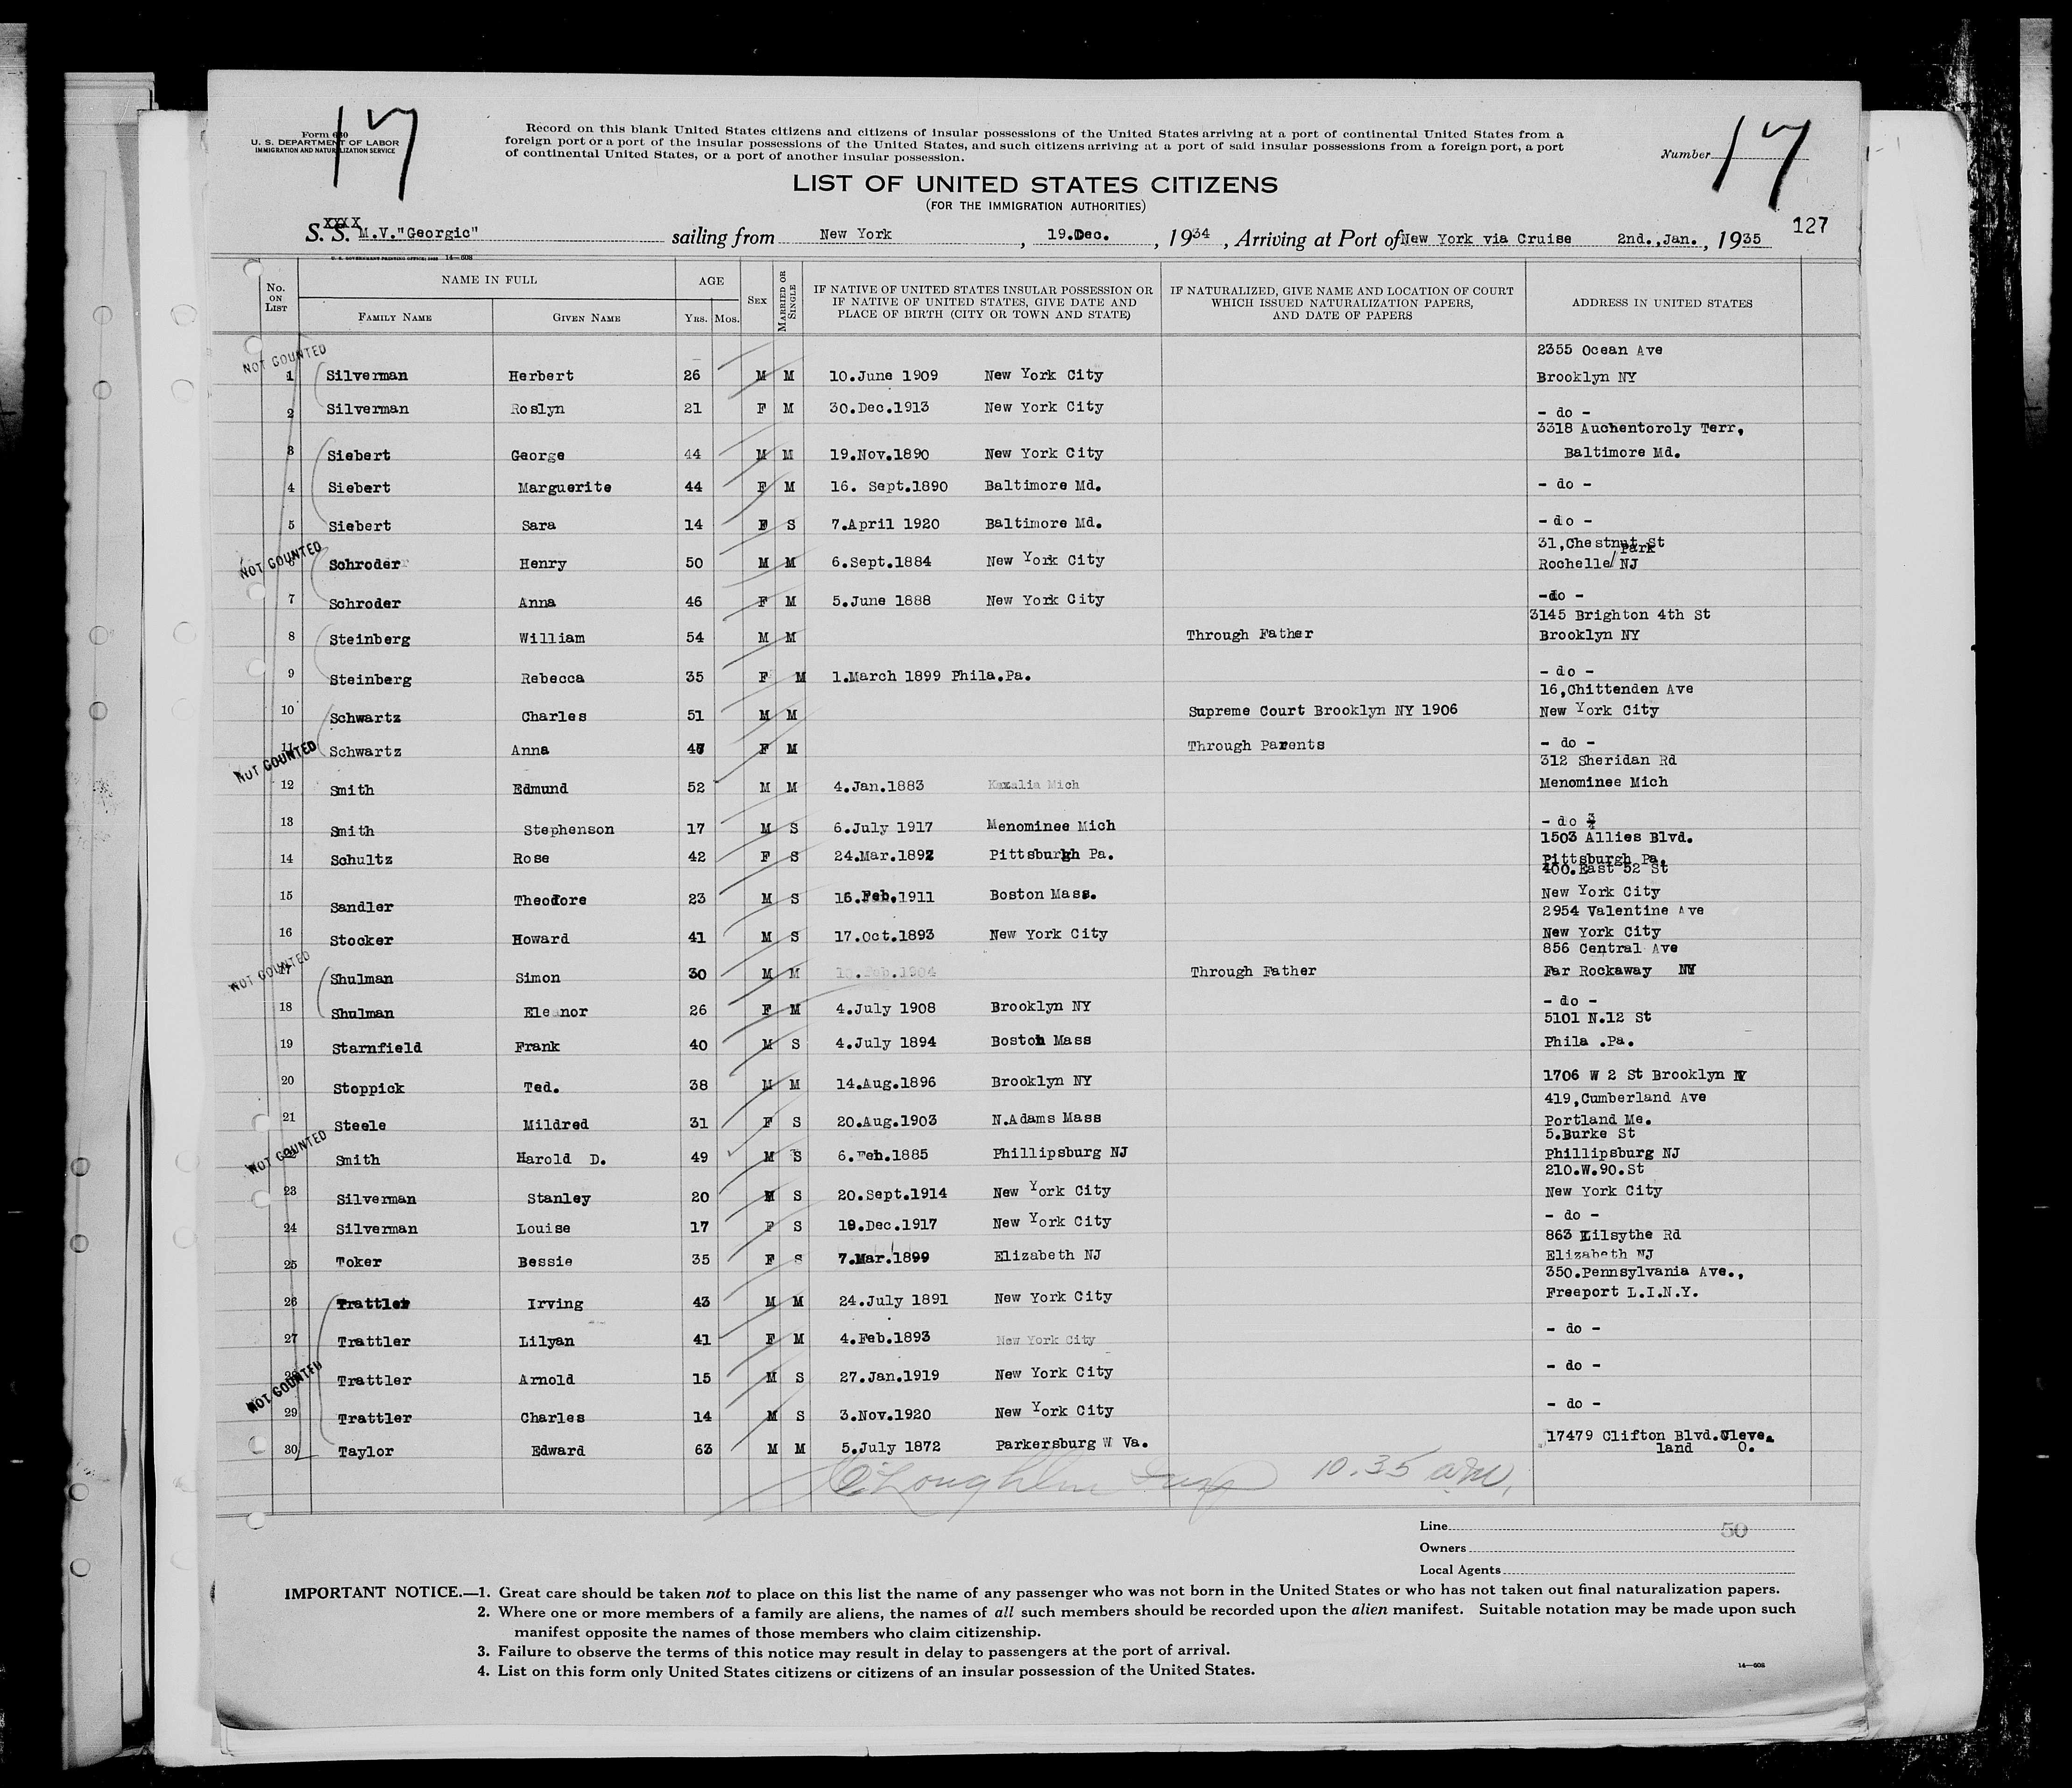 17
Form 630
U. S. DEPARTMENT OF LABOR
IMMIGRATION AND NATURALIZATION SERVICE
Record on this blank United States citizens and citizens of insular possessions of the United States arriving at a port of continental United States from a
foreign port or a port of the insular possessions of the United States, and such citizens arriving at a port of said insular possessions from a foreign port, a port
of continental United States, or a port of another insular possession.
Number 17
LIST OF UNITED STATES CITIZENS
(FOR THE IMMIGRATION AUTHORITIES)
127
S. S. XXXX M.V."Georgic" sailing from New York, 19.Dec., 1934, Arriving at Port of New York via Cruise 2nd.,Jan., 1935
U. S. GOVERNMENT PRINTING OFFICE: 14—608
No. ON LIST NAME IN FULL AGE SEX MARRIED OR SINGLE IF NATIVE OF UNITED STATES INSULAR POSSESSION OR IF NATIVE OF UNITED STATES, GIVE DATE AND PLACE OF BIRTH (CITY OR TOWN AND STATE) IF NATURALIZED, GIVE NAME AND LOCATION OF COURT WHICH ISSUED NATURALIZATION PAPERS, AND DATE OF PAPERS ADDRESS IN UNITED STATES
FAMILY NAME GIVEN NAME YRS. MOS.
NOT COUNTED
2355 Ocean Ave
1 Silverman Herbert 26 M M 10.June 1909 New York City Brooklyn NY
2 Silverman Roslyn 21 F M 30.Dec.1913 New York City - do -
3318 Auchentoroly Terr,
3 Siebert George 44 M M 19.Nov.1890 New York City Baltimore Md.
4 Siebert Marguerite 44 F M 16. Sept.1890 Baltimore Md. - do -
5 Siebert Sara 14 F S 7.April 1920 Baltimore Md. - do -
NOT COUNTED
31,Chestnut St
6 Schroder Henry 50 M M 6.Sept.1884 New York City Rochelle/Park NJ
7 Schroder Anna 46 F M 5.June 1888 New York City -do -
3145 Brighton 4th St
8 Steinberg William 54 M M Through Father Brooklyn NY
9 Steinberg Rebecca 35 F M 1.March 1899 Phila.Pa. - do -
16,Chittenden Ave
10 Schwartz Charles 51 M M Supreme Court Brooklyn NY 1906 New York City
11 Schwartz Anna F M Through Parents - do -
NOT COUNTED
312 Sheridan Rd
12 Smith Edmund 52 M M 4.Jan.1883 Mich Menominee Mich
13 Smith Stephenson 17 M S 6.July 1917 Menominee Mich - do
1503 Allies Blvd.
14 Schultz Rose 42 F S 24.Mar.1892 Pittsburgh Pa. Pittsburgh Pa.
400.East 52 St
15 Sandler Theodore 23 M S 16.Feb.1911 Boston Mass. New York City
2954 Valentine Ave
16 Stocker Howard 41 M S 17.Oct.1893 New York City New York City
NOT COUNTED
856 Central Ave
17 Shulman Simon 30 M M Through Father Far Rockaway NY
18 Shulman Eleanor 26 F M 4.July 1908 Brooklyn NY - do -
5101 N.12 St
19 Starnfield Frank 40 M S 4.July 1894 Boston Mass Phila .Pa.
20 Stoppick Ted. 38 M M 14.Aug.1896 Brooklyn NY 1706 W 2 St Brooklyn NY
419,Cumberland Ave
21 Steele Mildred 31 F S 20.Aug.1903 N.Adams Mass Portland Me.
NOT COUNTED
5.Burke St
22 Smith Harold D. 49 M S 6.Feb.1885 Phillipsburg NJ Phillipsburg NJ
210.W.90.St
23 Silverman Stanley 20 M S 20.Sept.1914 New York City New York City
24 Silverman Louise 17 F S 18.Dec.1917 New York City - do -
863 Kilsythe Rd
25 Toker Bessie 35 F S 7.Mar.1899 Elizabeth NJ Elizabeth NJ
350.Pennsylvania Ave.,
26 Trattler Irving 43 M M 24.July 1891 New York City Freeport L.I.N.Y.
27 Trattler Lilyan 41 F M 4.Feb.1893 New York City - do -
28 Trattler Arnold 15 M S 27.Jan.1919 New York City - do -
NOT COUNTED
29 Trattler Charles 14 M S 3.Nov.1920 New York City - do -
30 Taylor Edward 63 M M 5.July 1872 Parkersburg W Va. 17479 Clifton Blvd.Cleve.
land O.
O'Loughlin Insp 10.35 am.
Line 50
Owners
Local Agents
IMPORTANT NOTICE.—1. Great care should be taken not to place on this list the name of any passenger who was not born in the United States or who has not taken out final naturalization papers.
2. Where one or more members of a family are aliens, the names of all such members should be recorded upon the alien manifest. Suitable notation may be made upon such
manifest opposite the names of those members who claim citizenship.
3. Failure to observe the terms of this notice may result in delay to passengers at the port of arrival.
4. List on this form only United States citizens or citizens of an insular possession of the United States.
14—608